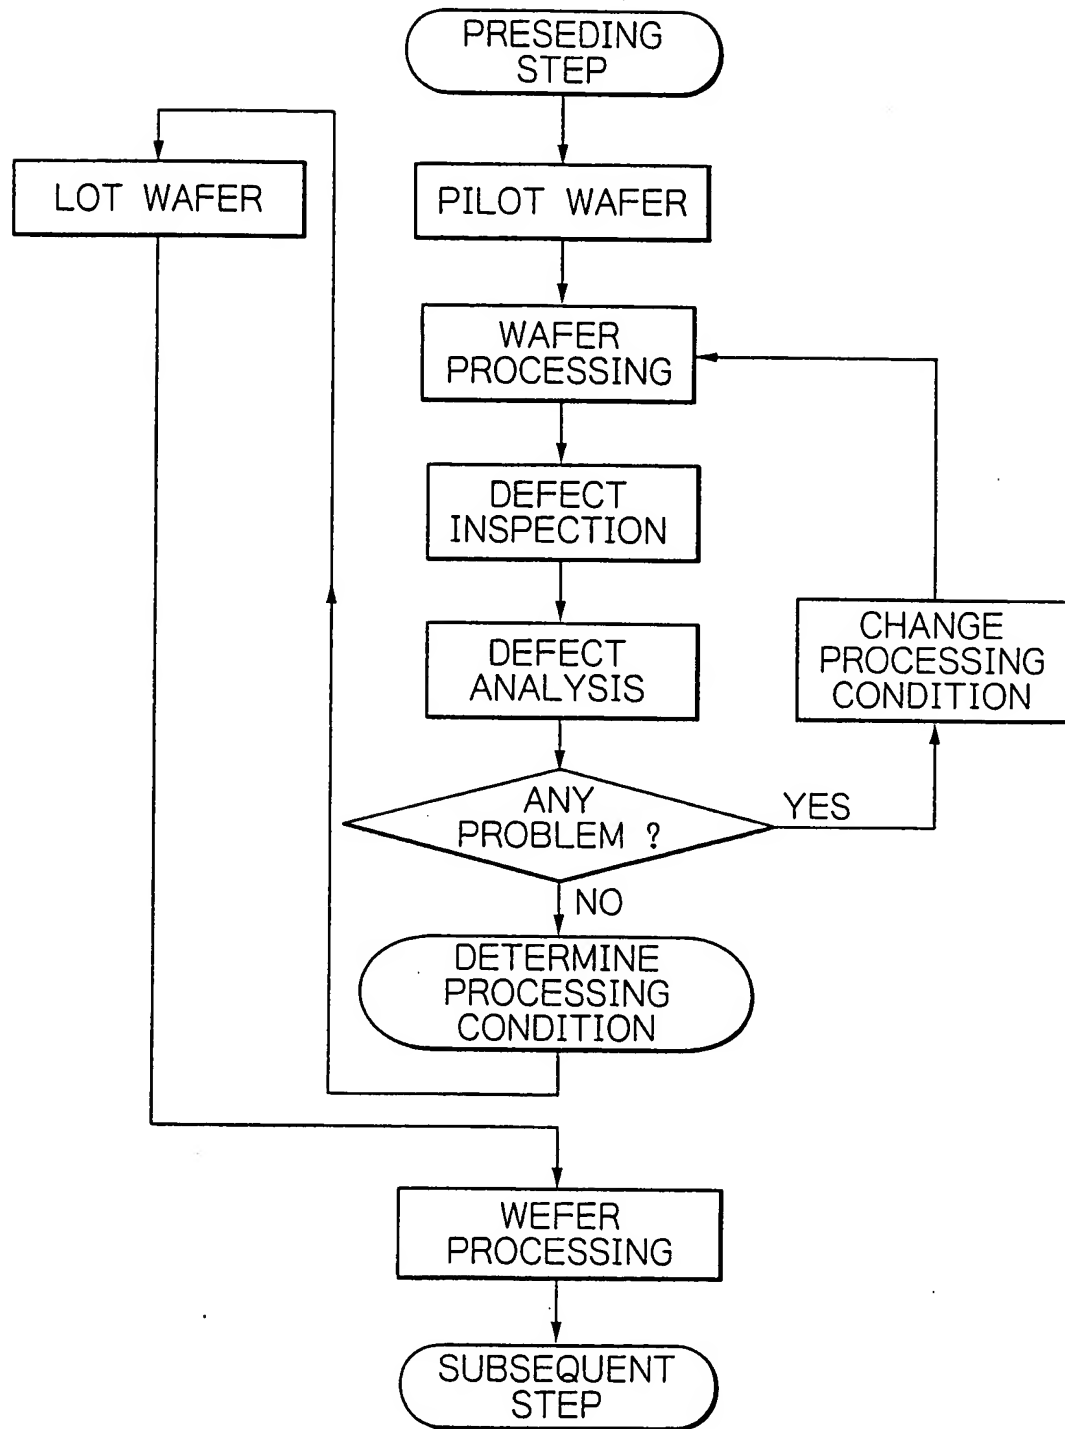 PRESEDING
STEP
LOT WAFER
PILOT WAFER
WAFER
PROCESSING
DEFECT
INSPECTION
DEFECT
ANALYSIS
CHANGE
PROCESSING
CONDITION
ANY
PROBLEM ?
YES
NO
DETERMINE
PROCESSING
CONDITION
WEFER
PROCESSING
SUBSEQUENT
STEP